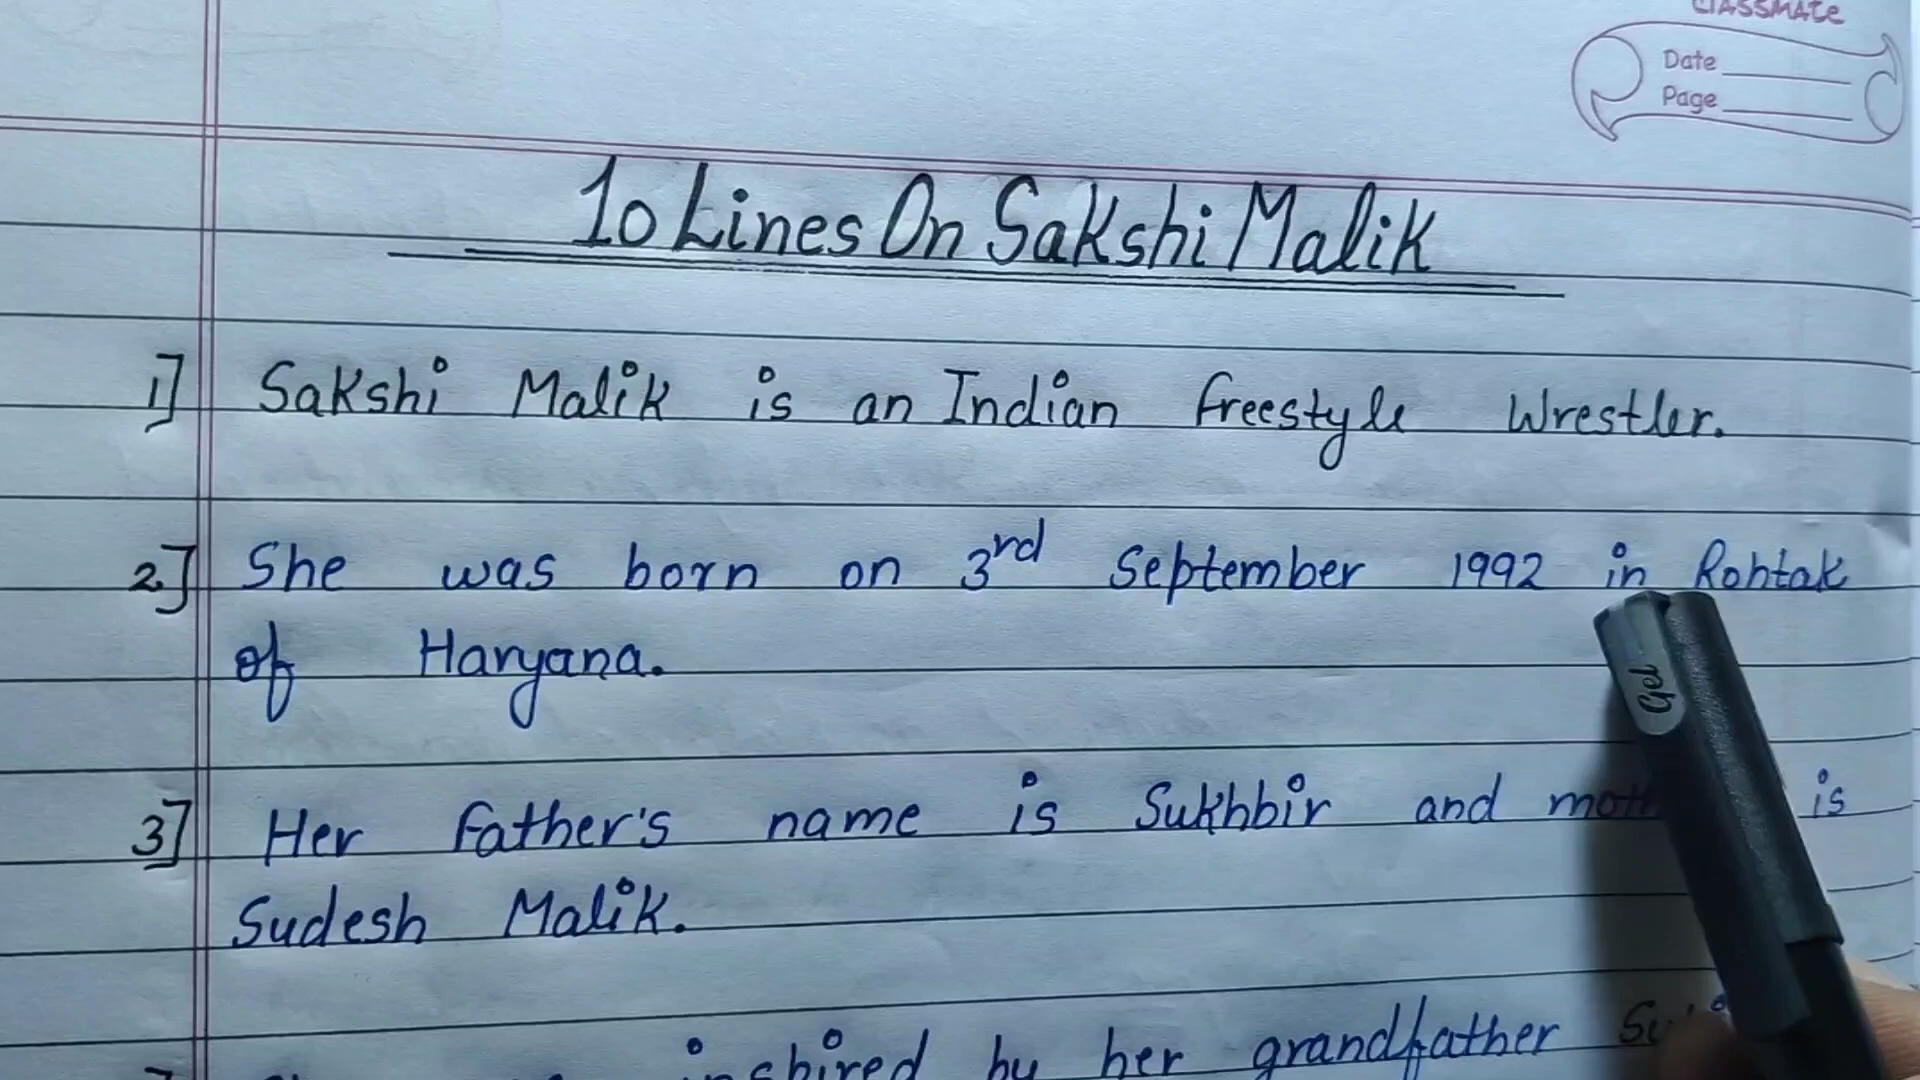 CLASSMATE
Date
Page
10 Lines On Sakshi Malik
1] Sakshi Malik is an Indian freestyle Wrestler.
2] She was born on 3rd September 1992 in Rohtak
of Haryana.
3] Her father's name is Sukhbir and is
Sudesh Malik.
inspired by her grandfather
Gel